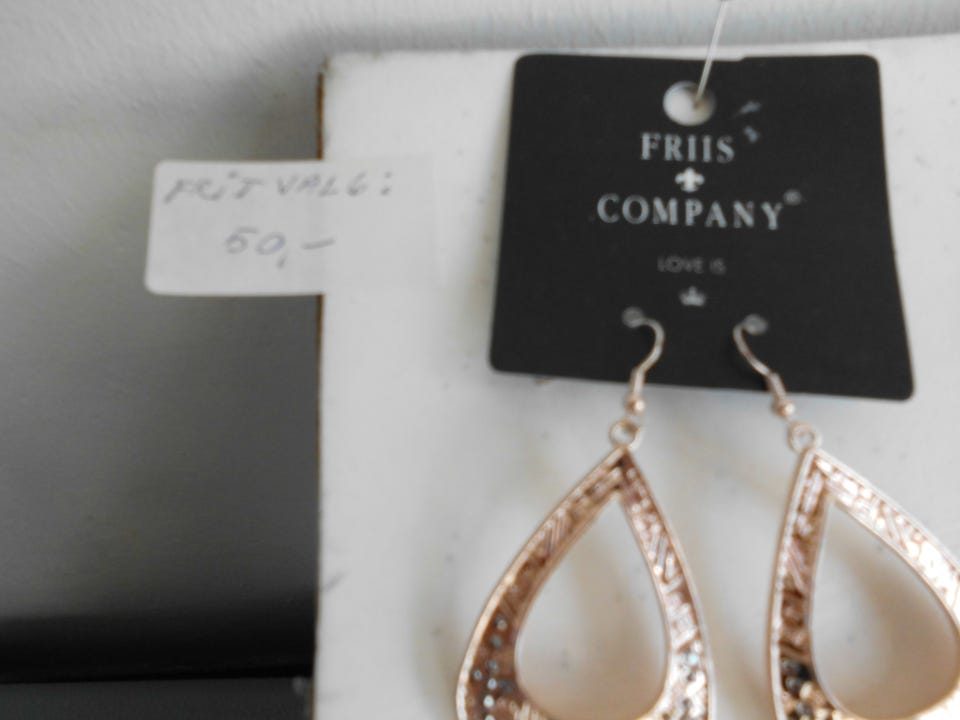 FRIT VALG:
50,-
FRIIS
COMPANY®
LOVE IS